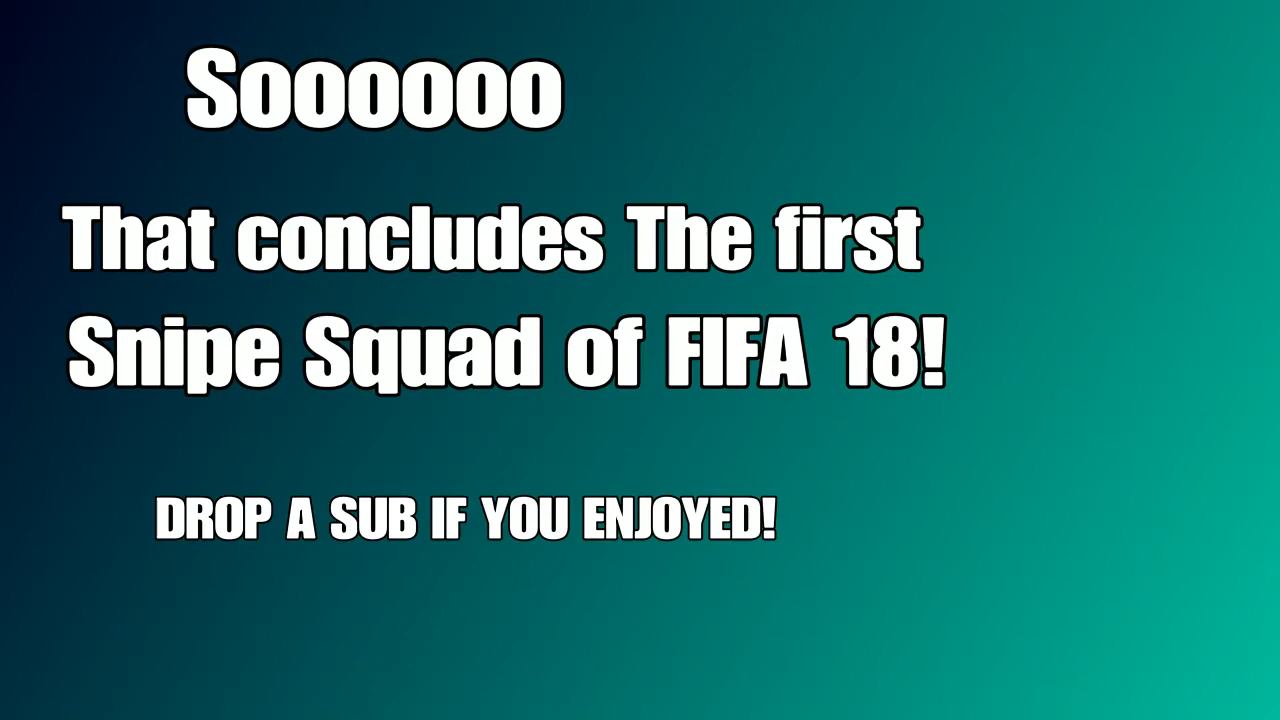 Soooooo
That concludes The first
Snipe Squad of FIFA 18!
DROP A SUB IF YOU ENJOYED!